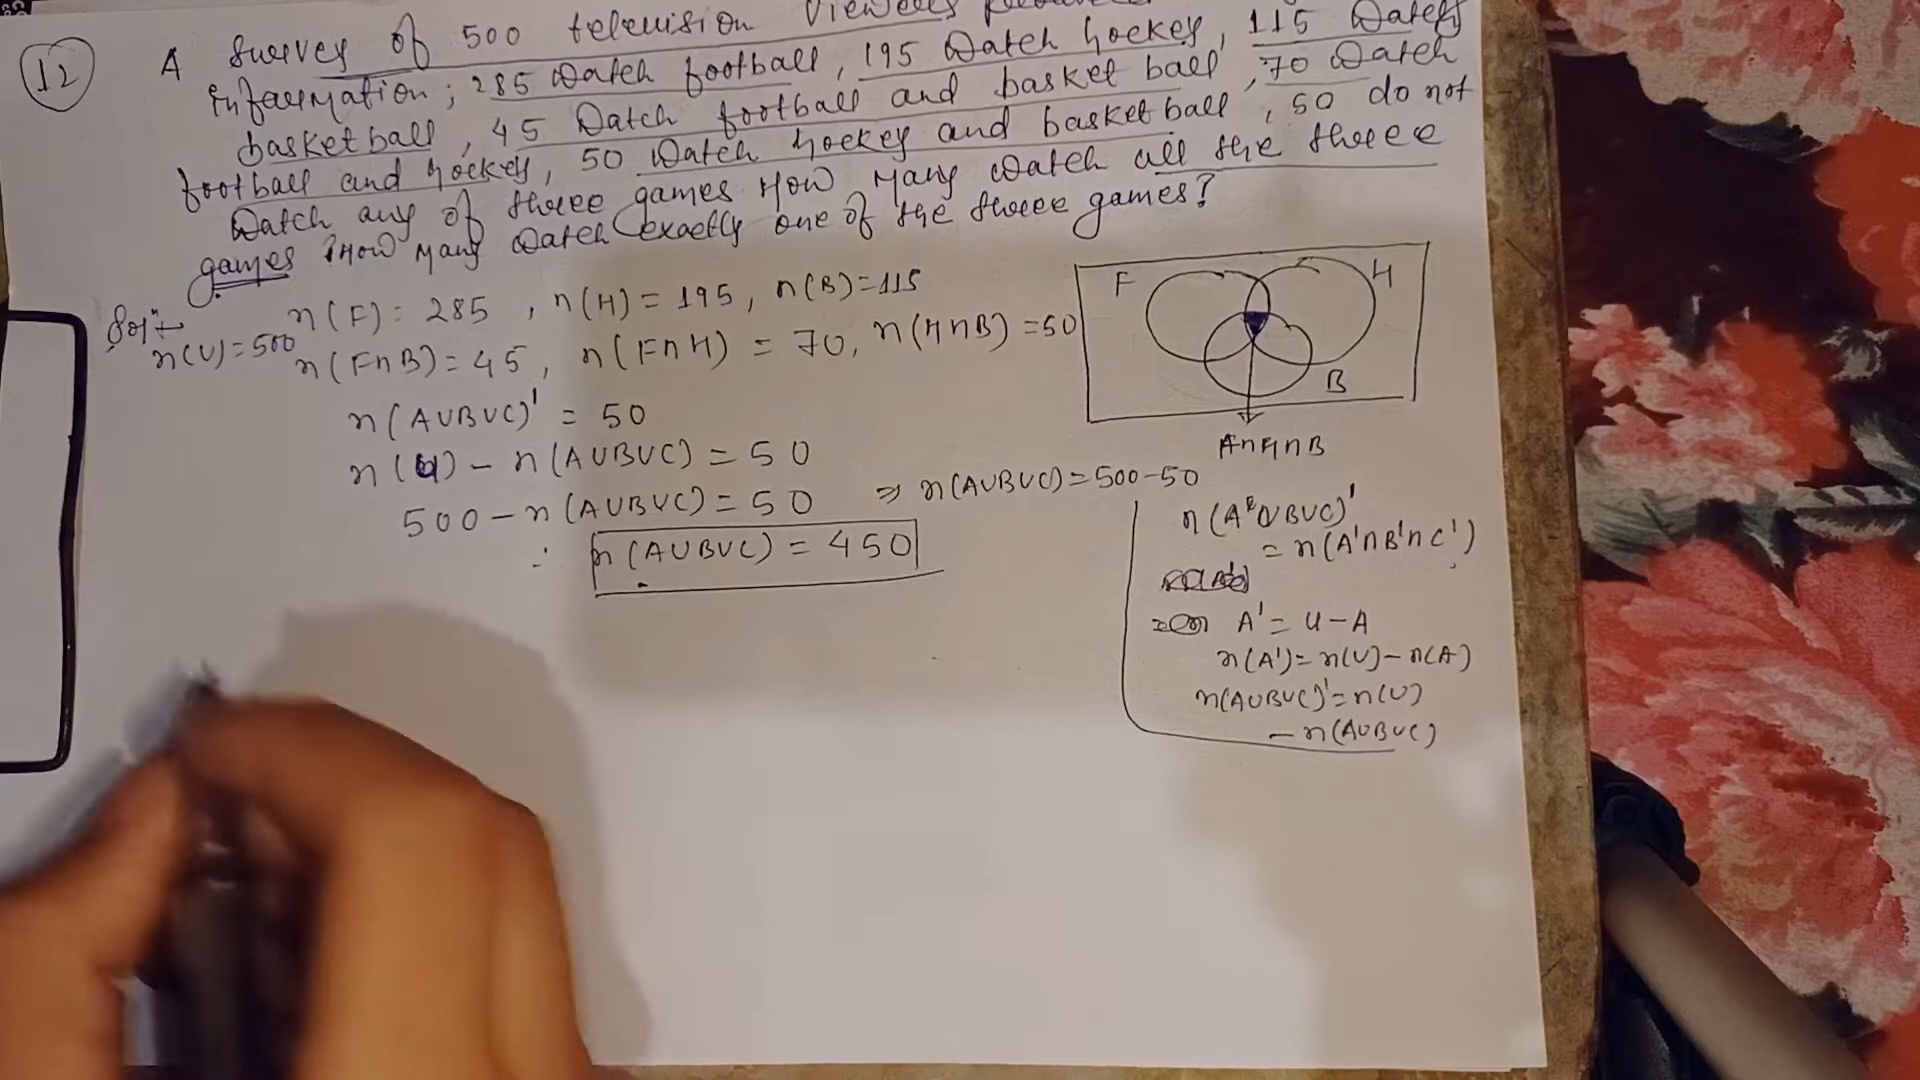 12
A survey of 500 television viewers
information; 285 watch football, 195 watch hockey, 115 watch
basketball, 45 watch football and basket ball, 70 watch
football and hockey, 50 watch hockey and basketball, 50 do not
watch any of three games How many watch all the three
games ? How many watch exactly one of the three games?
Solⁿ
n(U)=500
n(F)= 285 , n(H)= 195, n(B)=115
n(F∩B)=45, n(F∩H) = 70, n(H∩B)=50
n(AUBUC)' = 50
n(U) - n(AUBUC) = 50
500 - n(AUBUC) = 50 ⇒ n(AUBUC)=500-50
∴ n(AUBUC) = 450
F
H
B
F∩H∩B
n(AUBUC)'
= n(A'∩B'∩C')
A' = U-A
n(A')=n(U)-n(A)
n(AUBUC)'=n(U)
-n(AUBUC)